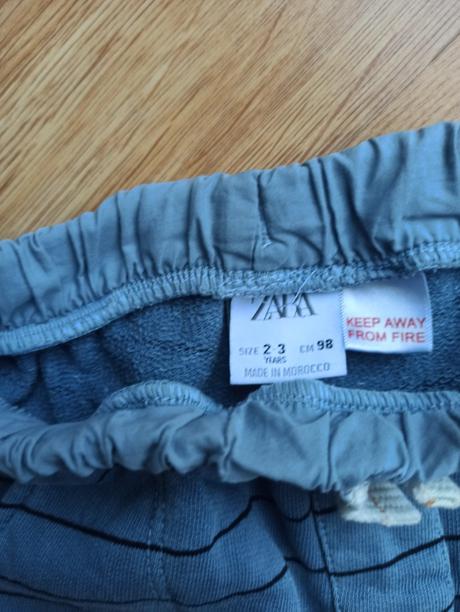 ZARA
SIZE 2-3 CM 98
YEARS
MADE IN MOROCCO
KEEP AWAY
FROM FIRE